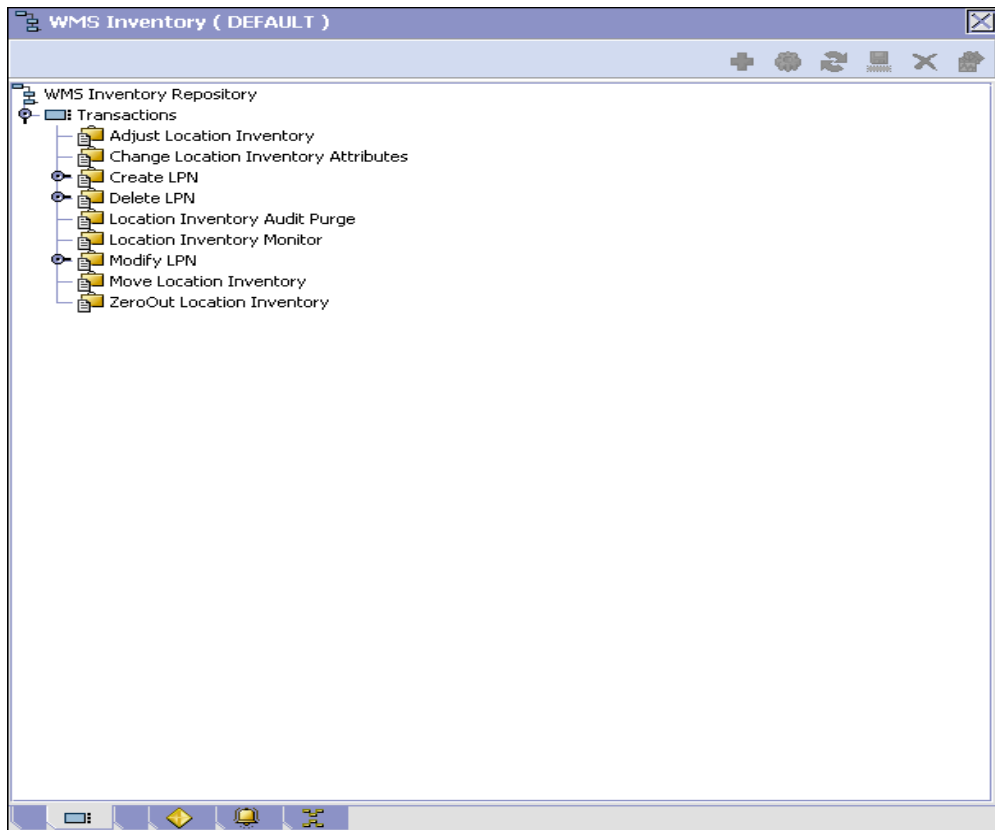 WMS Inventory ( DEFAULT )
WMS Inventory Repository
Transactions
Adjust Location Inventory
Change Location Inventory Attributes
Create LPN
Delete LPN
Location Inventory Audit Purge
Location Inventory Monitor
Modify LPN
Move Location Inventory
ZeroOut Location Inventory